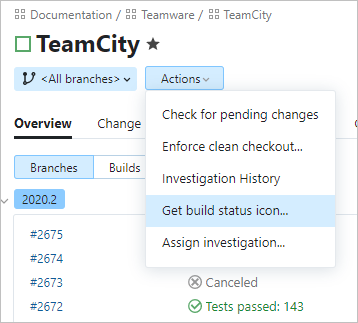 Documentation / Teamware / TeamCity
TeamCity
<All branches> Actions
Check for pending changes
Overview Change
Enforce clean checkout...
Branches Builds
Investigation History
2020.2
Get build status icon...
#2675
Assign investigation...
#2674
#2673 Canceled
#2672 Tests passed: 143